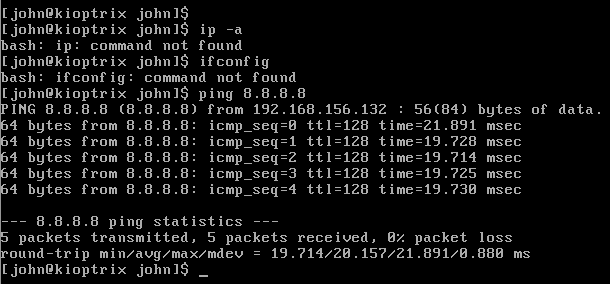 [john@kioptrix john]$
[john@kioptrix john]$ ip -a
bash: ip: command not found
[john@kioptrix john]$ ifconfig
bash: ifconfig: command not found
[john@kioptrix john]$ ping 8.8.8.8
PING 8.8.8.8 (8.8.8.8) from 192.168.156.132 : 56(84) bytes of data.
64 bytes from 8.8.8.8: icmp_seq=0 ttl=128 time=21.891 msec
64 bytes from 8.8.8.8: icmp_seq=1 ttl=128 time=19.728 msec
64 bytes from 8.8.8.8: icmp_seq=2 ttl=128 time=19.714 msec
64 bytes from 8.8.8.8: icmp_seq=3 ttl=128 time=19.725 msec
64 bytes from 8.8.8.8: icmp_seq=4 ttl=128 time=19.730 msec
--- 8.8.8.8 ping statistics ---
5 packets transmitted, 5 packets received, 0% packet loss
round-trip min/avg/max/mdev = 19.714/20.157/21.891/0.880 ms
[john@kioptrix john]$ _